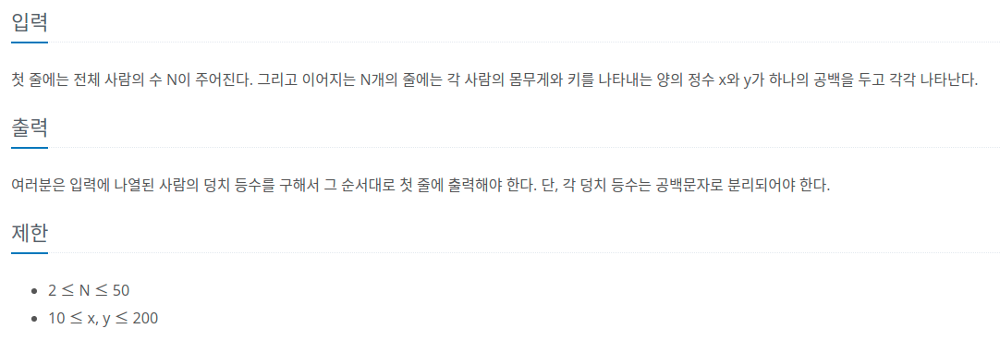 입력
첫 줄에는 전체 사람의 수 N이 주어진다. 그리고 이어지는 N개의 줄에는 각 사람의 몸무게와 키를 나타내는 양의 정수 x와 y가 하나의 공백을 두고 각각 나타난다.
출력
여러분은 입력에 나열된 사람의 덩치 등수를 구해서 그 순서대로 첫 줄에 출력해야 한다. 단, 각 덩치 등수는 공백문자로 분리되어야 한다.
제한
• 2 ≤ N ≤ 50
• 10 ≤ x, y ≤ 200